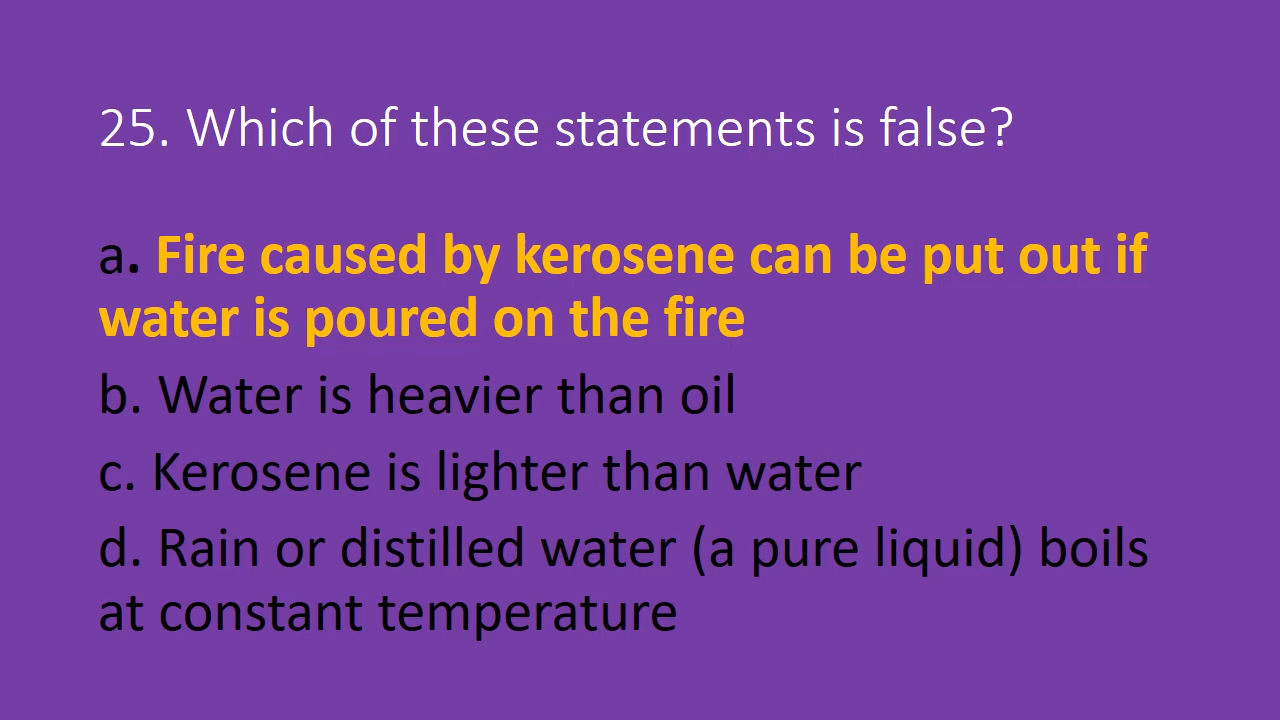 25. Which of these statements is false?
a. Fire caused by kerosene can be put out if
water is poured on the fire
b. Water is heavier than oil
c. Kerosene is lighter than water
d. Rain or distilled water (a pure liquid) boils
at constant temperature